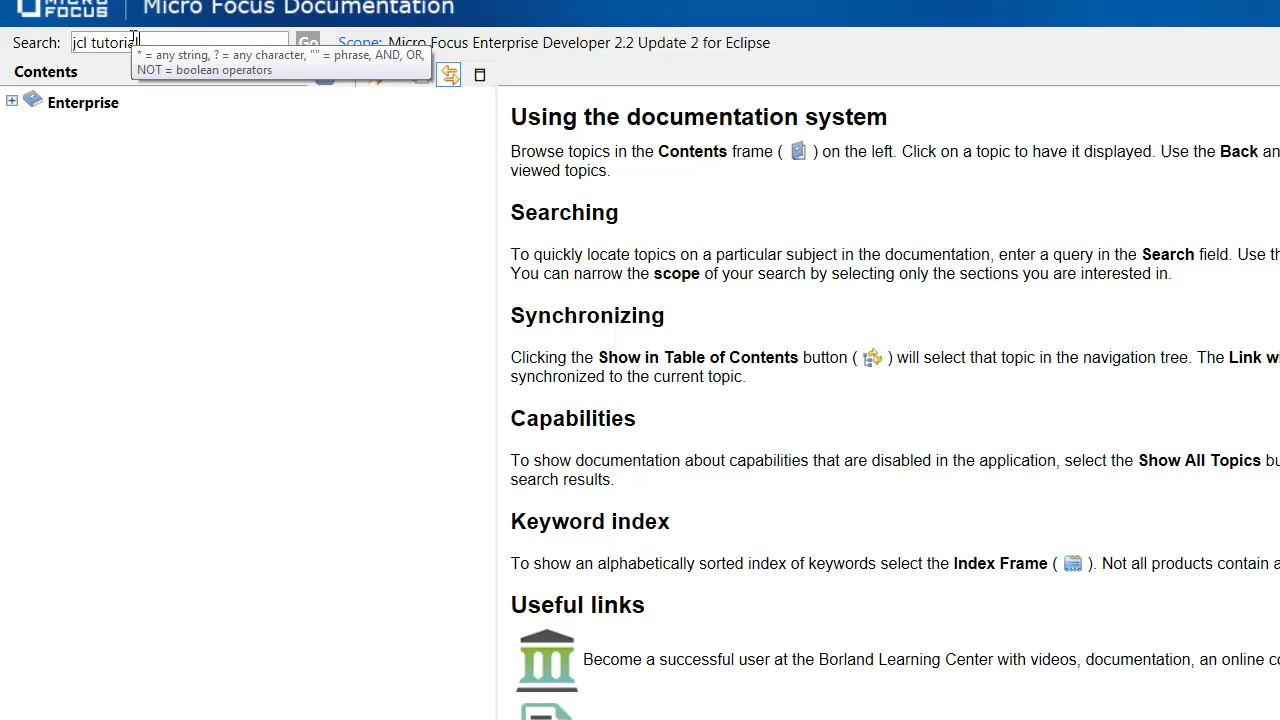 MICRO
FOCUS
Micro Focus Documentation
Search: jcl tutorial Go Scope: Micro Focus Enterprise Developer 2.2 Update 2 for Eclipse
* = any string, ? = any character, "" = phrase, AND, OR,
NOT = boolean operators
Contents
Enterprise
Using the documentation system
Browse topics in the Contents frame ( ) on the left. Click on a topic to have it displayed. Use the Back an
viewed topics.
Searching
To quickly locate topics on a particular subject in the documentation, enter a query in the Search field. Use th
You can narrow the scope of your search by selecting only the sections you are interested in.
Synchronizing
Clicking the Show in Table of Contents button ( ) will select that topic in the navigation tree. The Link wi
synchronized to the current topic.
Capabilities
To show documentation about capabilities that are disabled in the application, select the Show All Topics bu
search results.
Keyword index
To show an alphabetically sorted index of keywords select the Index Frame ( ). Not all products contain a
Useful links
Become a successful user at the Borland Learning Center with videos, documentation, an online co